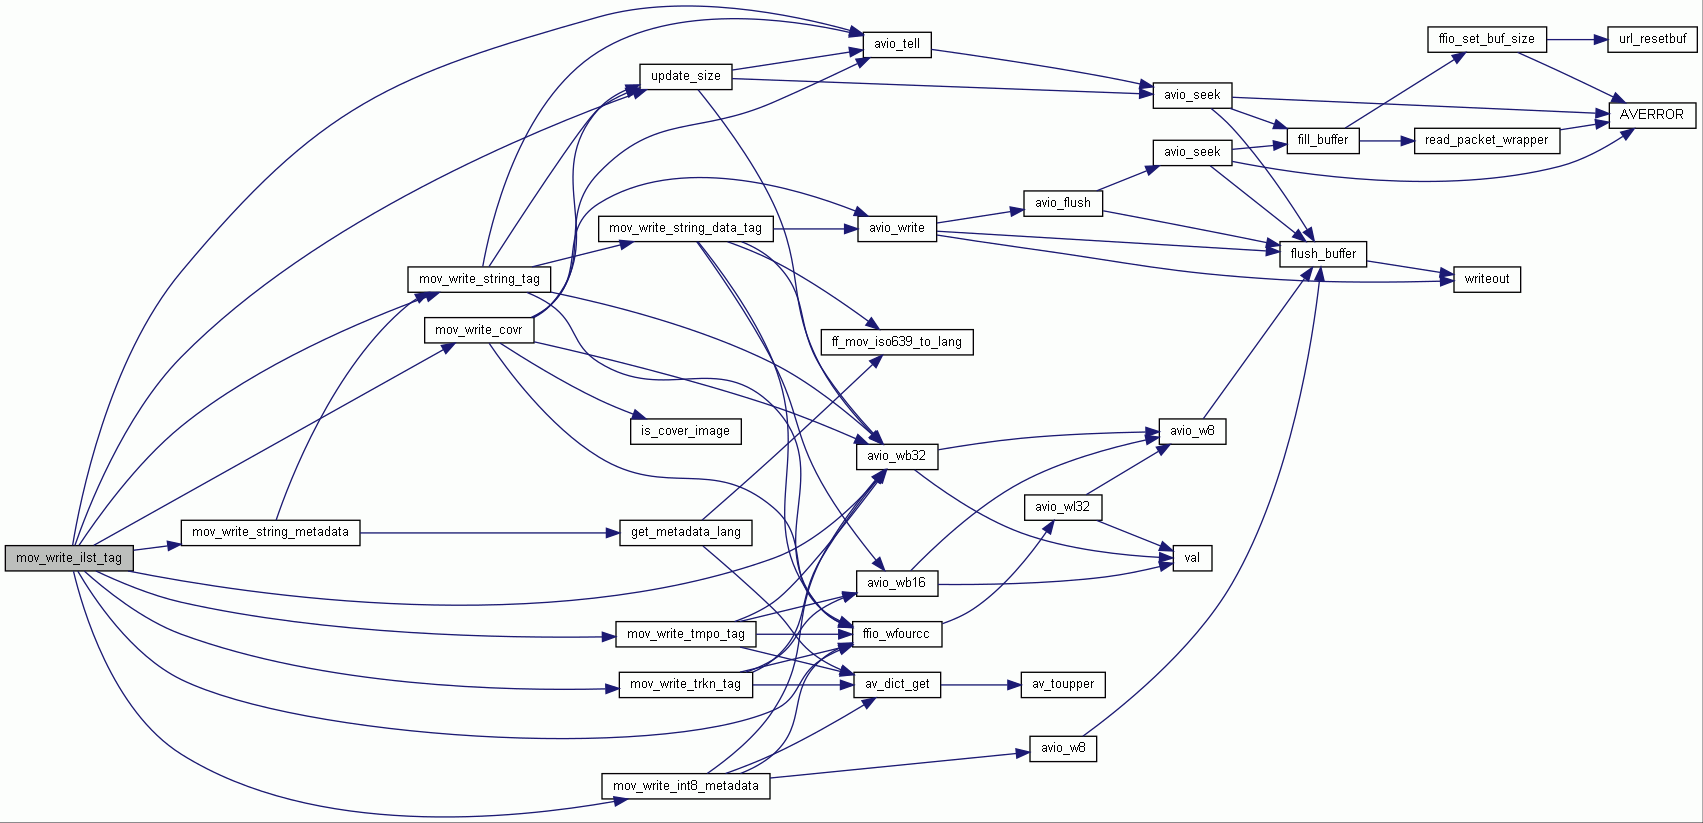 mov_write_ilst_tag
mov_write_string_metadata
mov_write_string_tag
mov_write_covr
update_size
mov_write_string_data_tag
is_cover_image
get_metadata_lang
mov_write_tmpo_tag
mov_write_trkn_tag
mov_write_int8_metadata
avio_tell
avio_write
ff_mov_iso639_to_lang
avio_wb32
avio_wb16
ffio_wfourcc
av_dict_get
avio_flush
avio_wl32
av_toupper
avio_w8
avio_seek
avio_seek
avio_w8
val
fill_buffer
flush_buffer
ffio_set_buf_size
read_packet_wrapper
writeout
url_resetbuf
AVERROR